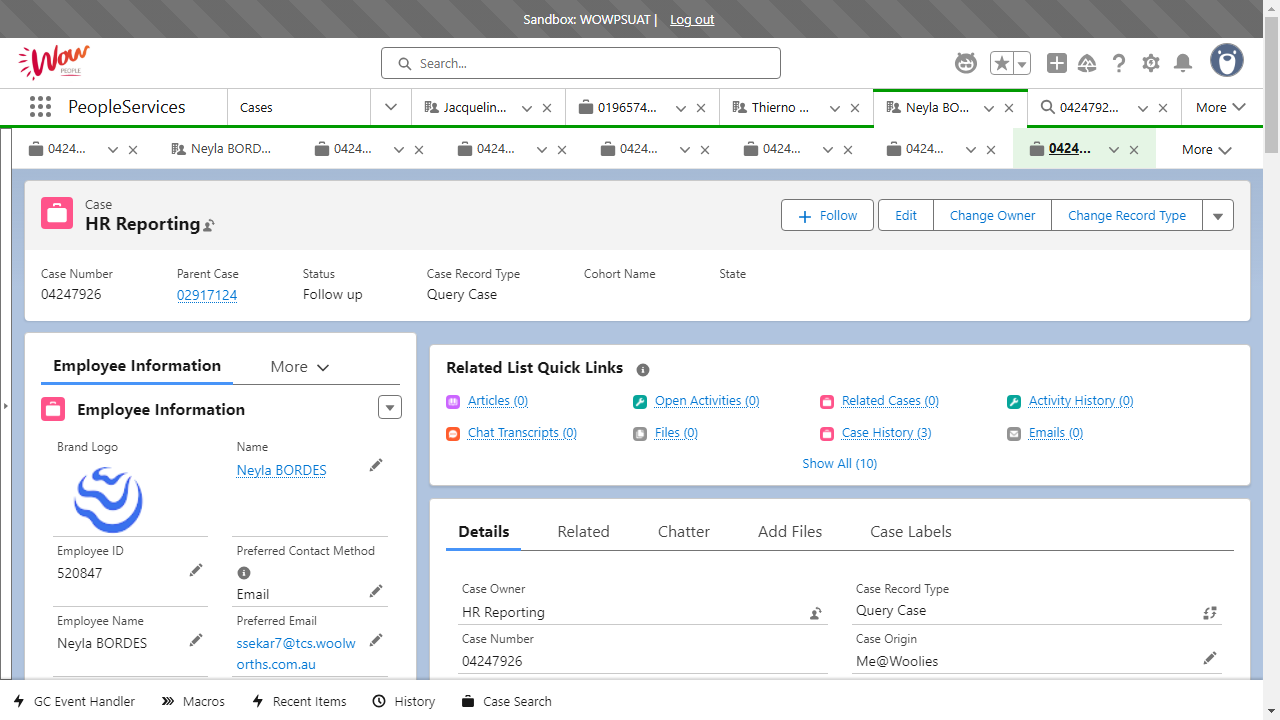 Sandbox: WOWPSUAT | Log out
Wow
PEOPLE
Search...
PeopleServices
Cases
Jacquelin...
0196574...
Thierno ...
Neyla BO...
0424792...
More
0424...
Neyla BORD...
0424...
0424...
0424...
0424...
0424...
0424...
More
Case
HR Reporting
Follow
Edit
Change Owner
Change Record Type
Case Number
04247926
Parent Case
02917124
Status
Follow up
Case Record Type
Query Case
Cohort Name
State
Employee Information
More
Employee Information
Brand Logo
Name
Neyla BORDES
Employee ID
520847
Preferred Contact Method
Email
Employee Name
Neyla BORDES
Preferred Email
ssekar7@tcs.woolw
orths.com.au
Related List Quick Links
Articles (0)
Open Activities (0)
Related Cases (0)
Activity History (0)
Chat Transcripts (0)
Files (0)
Case History (3)
Emails (0)
Show All (10)
Details
Related
Chatter
Add Files
Case Labels
Case Owner
HR Reporting
Case Record Type
Query Case
Case Number
04247926
Case Origin
Me@Woolies
GC Event Handler
Macros
Recent Items
History
Case Search